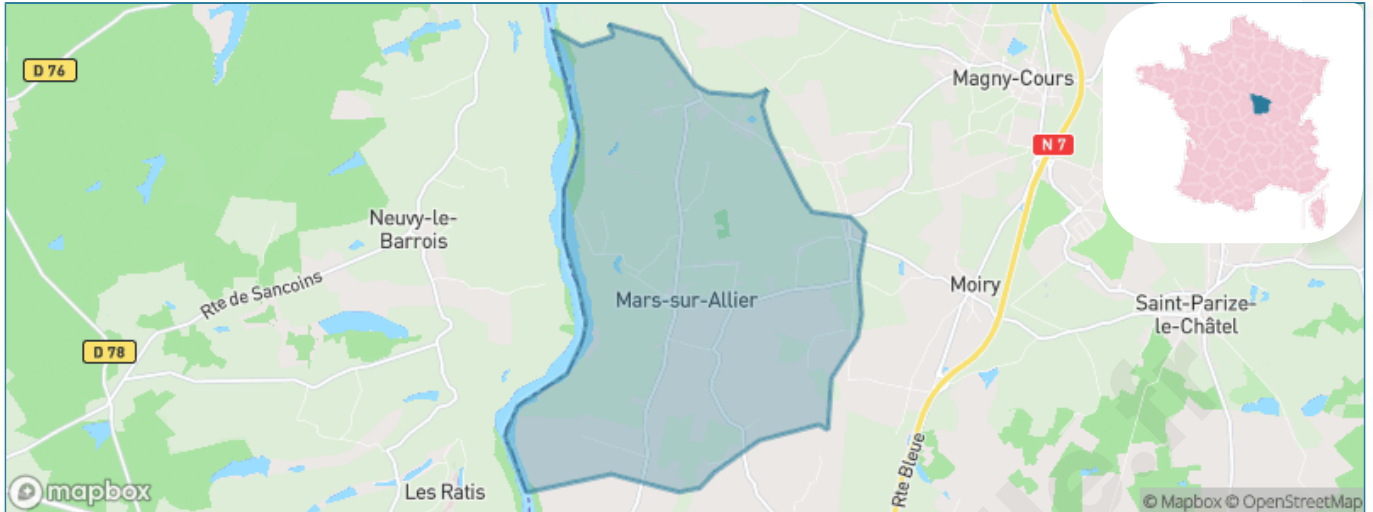 D 76
Magny-Cours
N 7
Neuvy-le-
Barrois
Rte de Sancoins
Moiry
Mars-sur-Allier
Saint-Parize-
le-Châtel
D 78
Rte Bleue
Les Ratis
mapbox
© Mapbox © OpenStreetMap